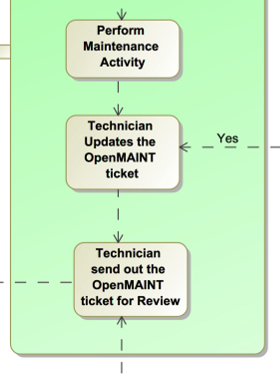 Perform
Maintenance
Activity
Technician
Updates the
OpenMAINT
ticket
Yes
Technician
send out the
OpenMAINT
ticket for Review